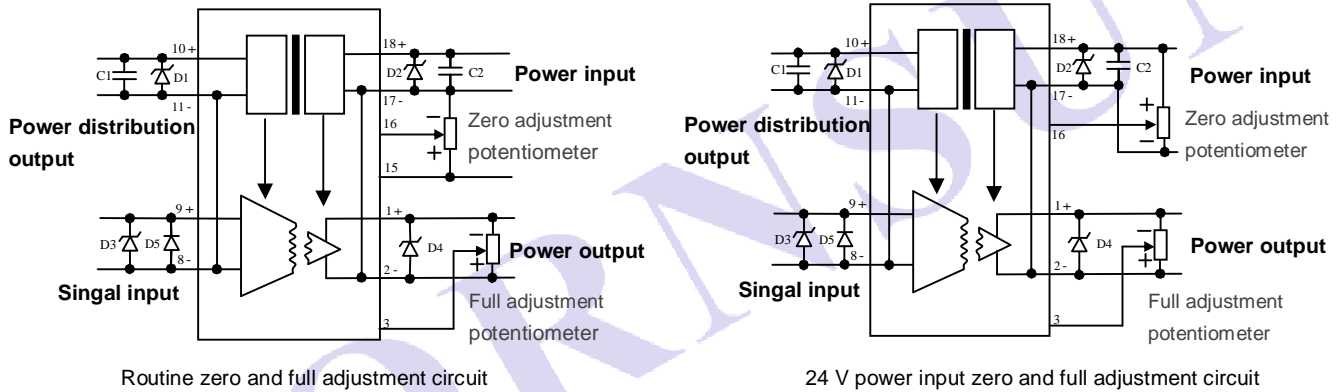 10+
C1
D1
11-
Power distribution
output
18+
D2
C2
Power input
17-
16
Zero adjustment
potentiometer
15
9+
D3
D5
8-
Singal input
1+
D4
Power output
2-
Full adjustment
potentiometer
3
Routine zero and full adjustment circuit
10+
C1
D1
11-
Power distribution
output
18+
D2
C2
Power input
17-
Zero adjustment
16
potentiometer
9+
D3
D5
8-
Singal input
1+
D4
Power output
2-
Full adjustment
3
potentiometer
24 V power input zero and full adjustment circuit
ORNSUN